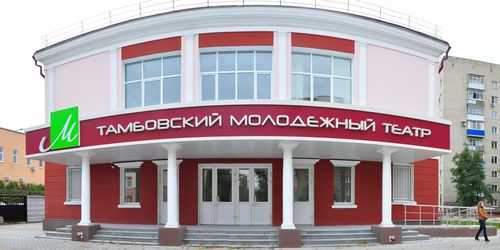 М
ТАМБОВСКИЙ МОЛОДЕЖНЫЙ ТЕАТР